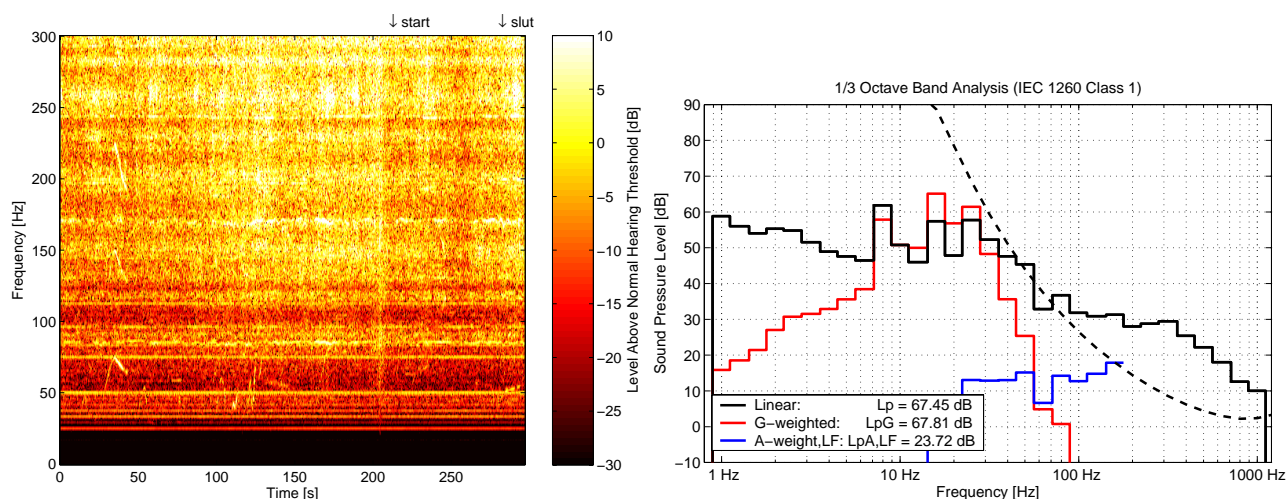 ↓ start ↓ slut
300
250
200
150
100
50
0
Frequency [Hz]
0 50 100 150 200 250
Time [s]
10
5
0
−5
−10
−15
−20
−25
−30
Level Above Normal Hearing Threshold [dB]
1/3 Octave Band Analysis (IEC 1260 Class 1)
90
80
70
60
50
40
30
20
10
0
−10
Sound Pressure Level [dB]
Linear: Lp = 67.45 dB
G-weighted: LpG = 67.81 dB
A-weight,LF: LpA,LF = 23.72 dB
1 Hz 10 Hz 100 Hz 1000 Hz
Frequency [Hz]